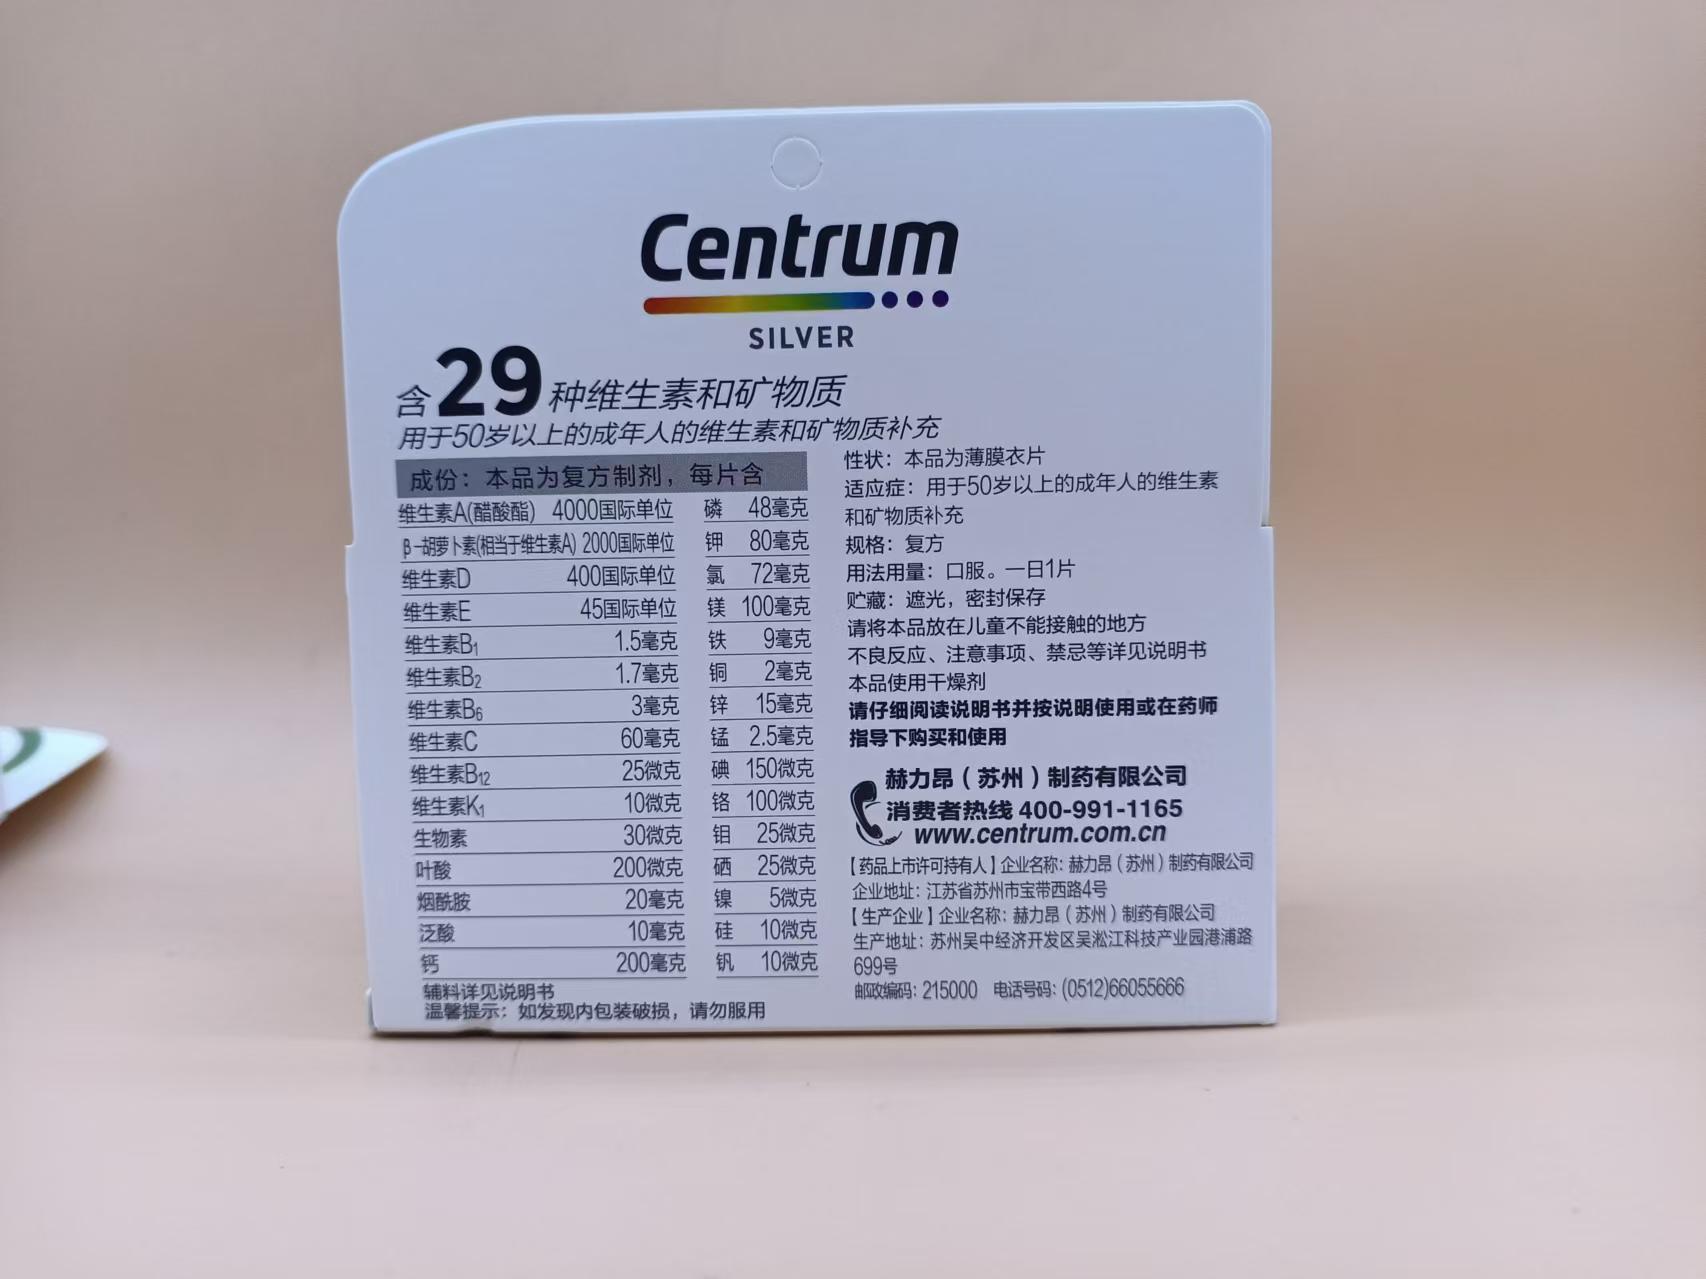 Centrum
SILVER
含29种维生素和矿物质
用于50岁以上的成年人的维生素和矿物质补充
成份：本品为复方制剂，每片含
维生素A(醋酸酯) 4000国际单位 磷 48毫克
β-胡萝卜素(相当于维生素A) 2000国际单位 钾 80毫克
维生素D 400国际单位 氯 72毫克
维生素E 45国际单位 镁 100毫克
维生素B1 1.5毫克 铁 9毫克
维生素B2 1.7毫克 铜 2毫克
维生素B6 3毫克 锌 15毫克
维生素C 60毫克 锰 2.5毫克
维生素B12 25微克 碘 150微克
维生素K1 10微克 铬 100微克
生物素 30微克 钼 25微克
叶酸 200微克 硒 25微克
烟酰胺 20毫克 镍 5微克
泛酸 10毫克 硅 10微克
钙 200毫克 钒 10微克
辅料详见说明书
温馨提示：如发现内包装破损，请勿服用
性状：本品为薄膜衣片
适应症：用于50岁以上的成年人的维生素
和矿物质补充
规格：复方
用法用量：口服。一日1片
贮藏：遮光，密封保存
请将本品放在儿童不能接触的地方
不良反应、注意事项、禁忌等详见说明书
本品使用干燥剂
请仔细阅读说明书并按说明使用或在药师
指导下购买和使用
赫力昂（苏州）制药有限公司
消费者热线 400-991-1165
www.centrum.com.cn
【药品上市许可持有人】企业名称：赫力昂（苏州）制药有限公司
企业地址：江苏省苏州市宝带西路4号
【生产企业】企业名称：赫力昂（苏州）制药有限公司
生产地址：苏州吴中经济开发区吴淞江科技产业园港浦路
699号
邮政编码：215000 电话号码：(0512)66055666